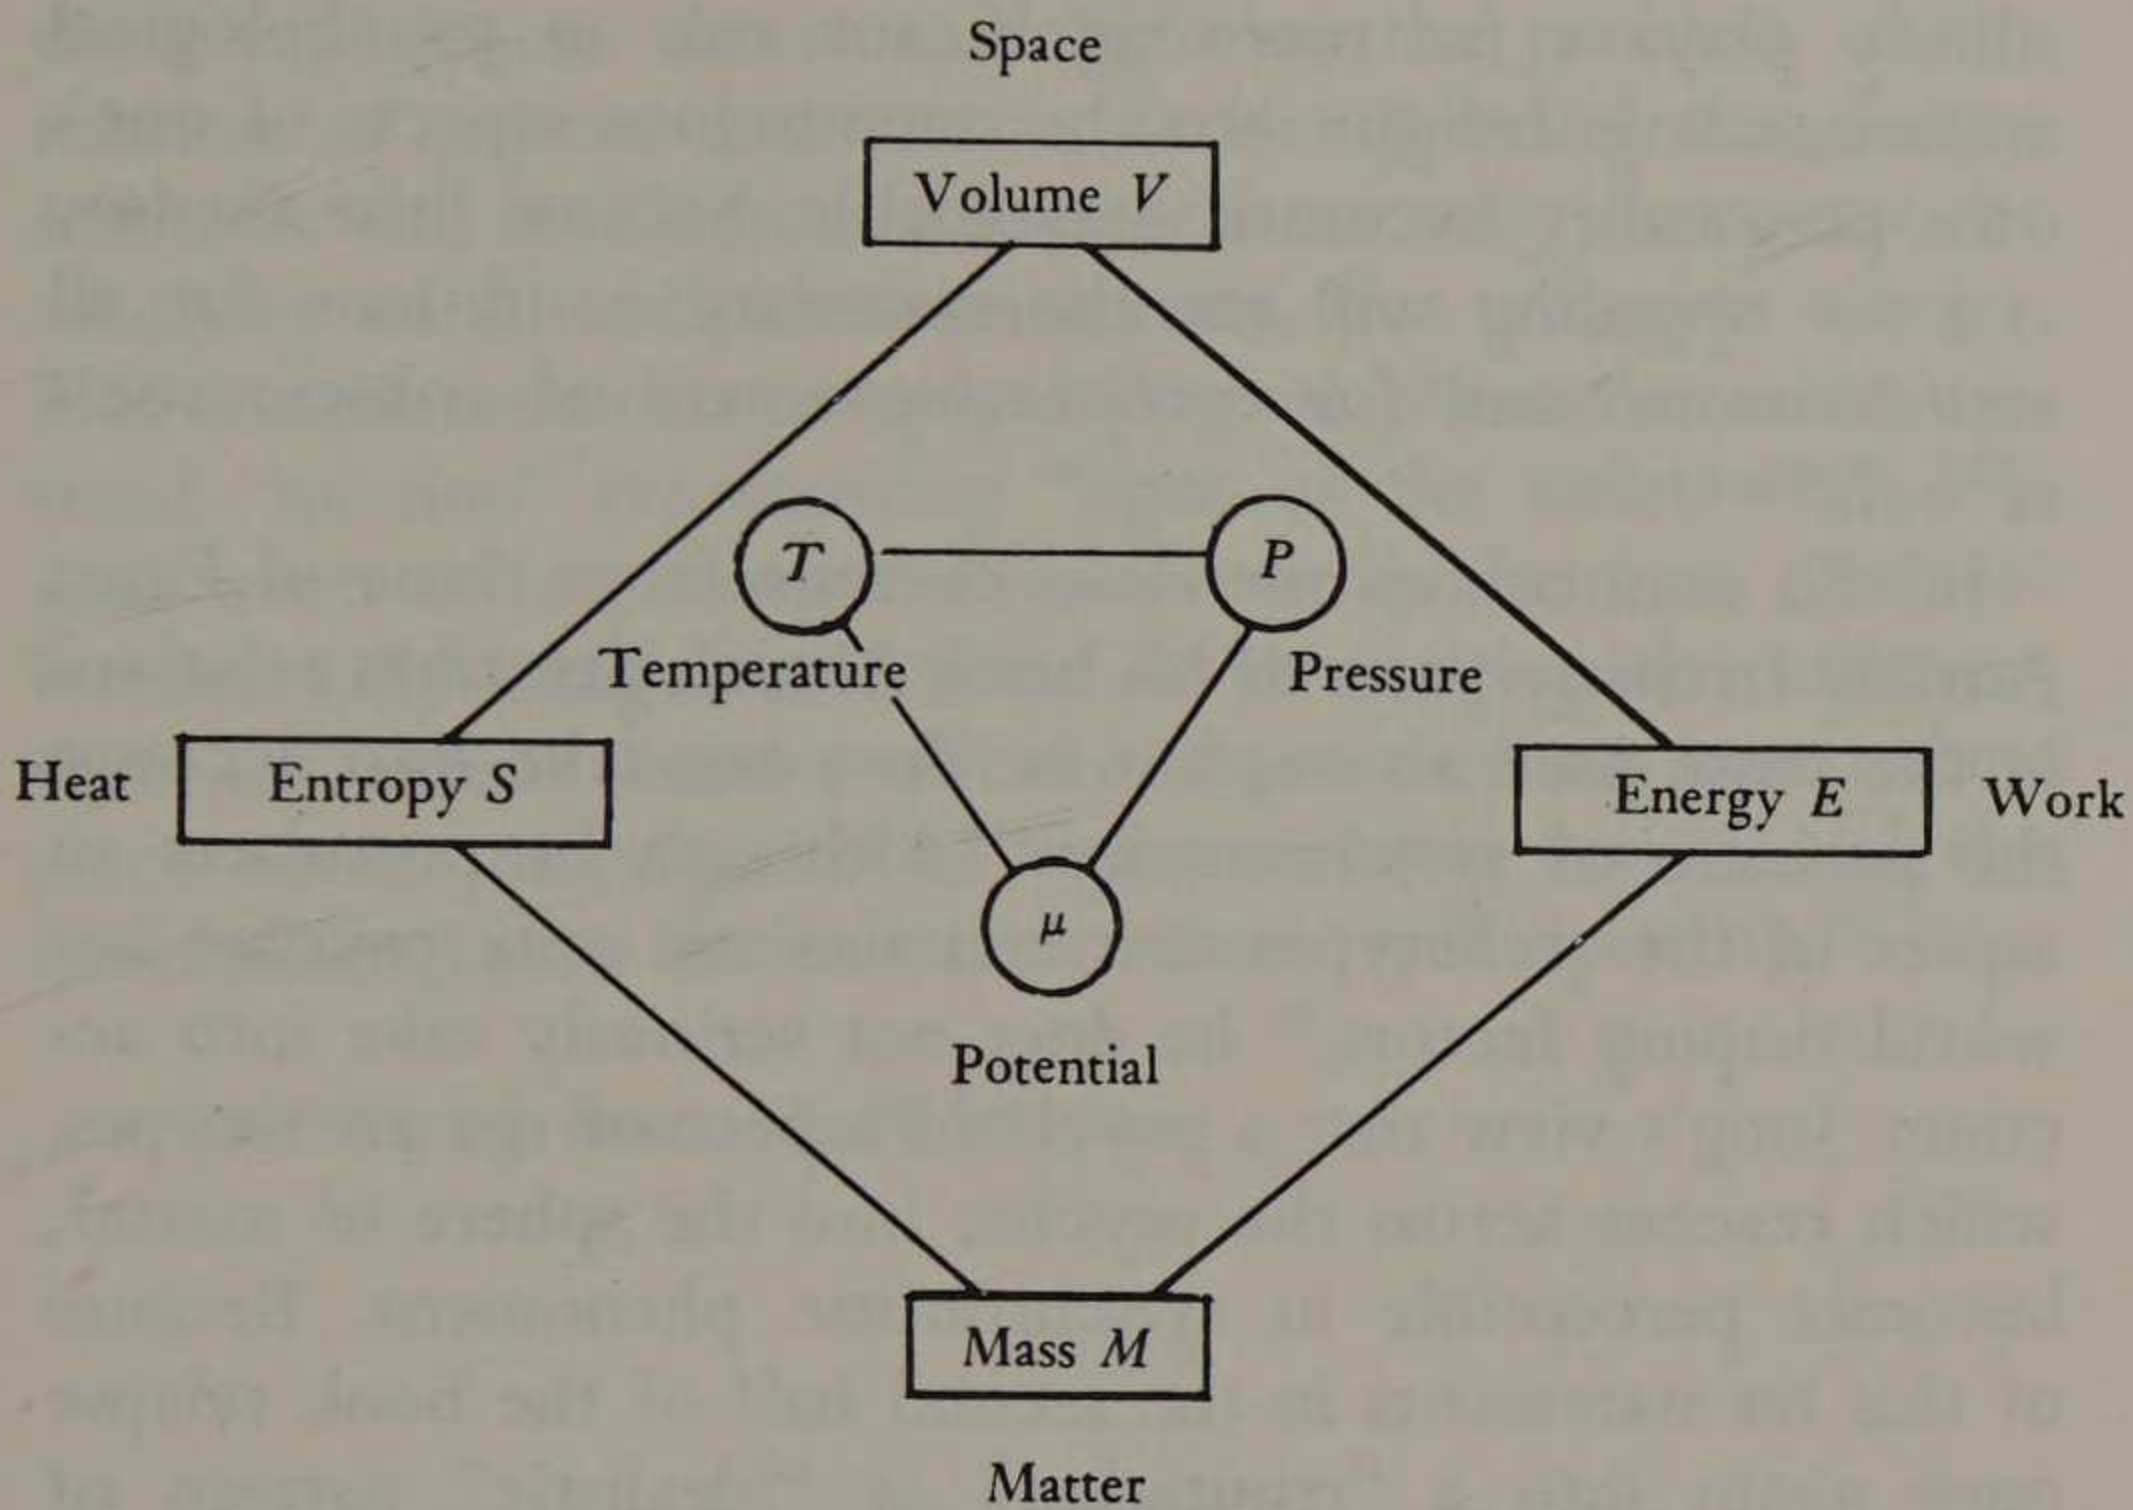 Space
Volume V
T
P
Temperature
Pressure
Heat
Entropy S
Energy E
Work
μ
Potential
Mass M
Matter